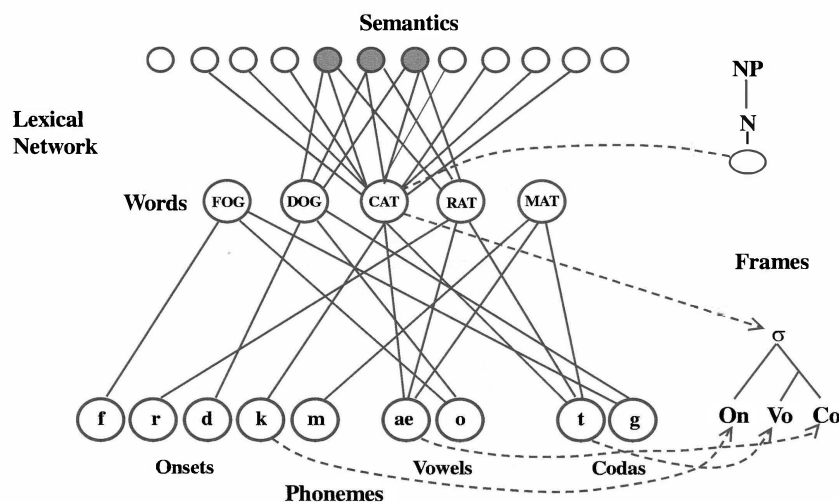 Semantics
NP
N
Lexical
Network
Words
FOG
DOG
CAT
RAT
MAT
Frames
σ
f
r
d
k
m
ae
o
t
g
On
Vo
Co
Onsets
Vowels
Codas
Phonemes